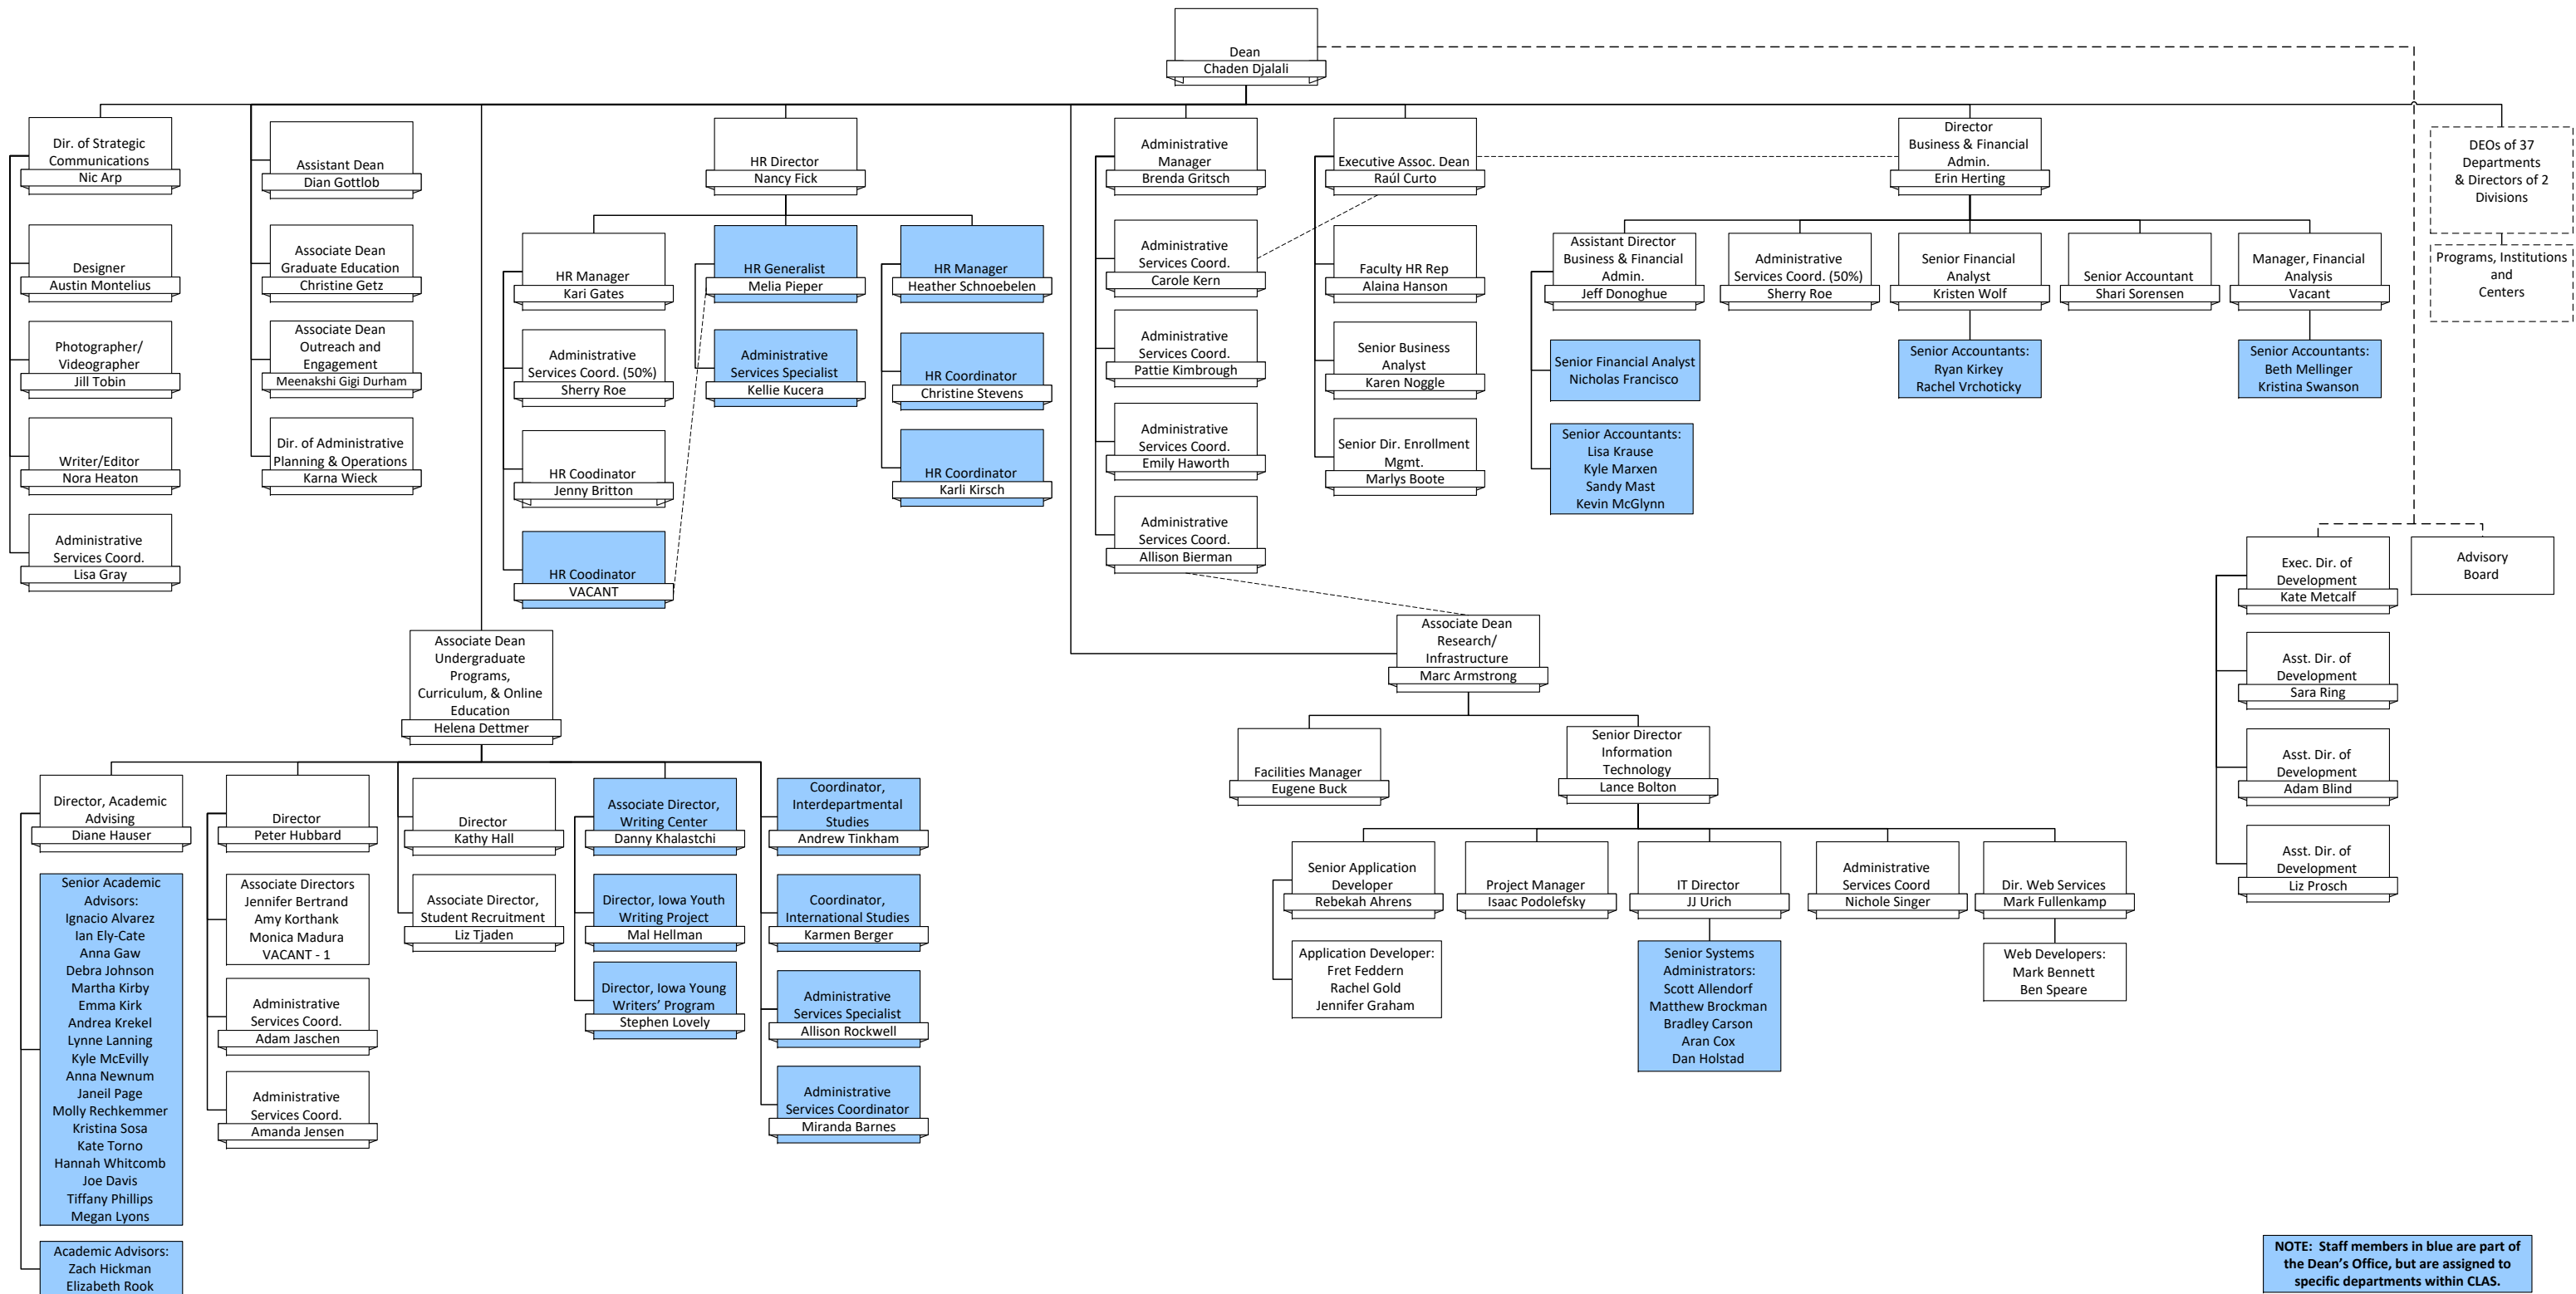 Dean
Chaden Djalali
Dir. of Strategic
Communications
Nic Arp
Designer
Austin Montelius
Photographer/
Videographer
Jill Tobin
Writer/Editor
Nora Heaton
Administrative
Services Coord.
Lisa Gray
Assistant Dean
Dian Gottlob
Associate Dean
Graduate Education
Christine Getz
Associate Dean
Outreach and
Engagement
Meenakshi Gigi Durham
Dir. of Administrative
Planning & Operations
Karna Wieck
HR Director
Nancy Fick
HR Manager
Kari Gates
Administrative
Services Coord. (50%)
Sherry Roe
HR Coodinator
Jenny Britton
HR Coodinator
VACANT
HR Generalist
Melia Pieper
Administrative
Services Specialist
Kellie Kucera
HR Manager
Heather Schnoebelen
HR Coordinator
Christine Stevens
HR Coordinator
Karli Kirsch
Administrative
Manager
Brenda Gritsch
Administrative
Services Coord.
Carole Kern
Administrative
Services Coord.
Pattie Kimbrough
Administrative
Services Coord.
Emily Haworth
Administrative
Services Coord.
Allison Bierman
Executive Assoc. Dean
Raúl Curto
Faculty HR Rep
Alaina Hanson
Senior Business
Analyst
Karen Noggle
Senior Dir. Enrollment
Mgmt.
Marlys Boote
Director
Business & Financial
Admin.
Erin Herting
Assistant Director
Business & Financial
Admin.
Jeff Donoghue
Senior Financial Analyst
Nicholas Francisco
Senior Accountants:
Lisa Krause
Kyle Marxen
Sandy Mast
Kevin McGlynn
Administrative
Services Coord. (50%)
Sherry Roe
Senior Financial
Analyst
Kristen Wolf
Senior Accountants:
Ryan Kirkey
Rachel Vrchoticky
Senior Accountant
Shari Sorensen
Manager, Financial
Analysis
Vacant
Senior Accountants:
Beth Mellinger
Kristina Swanson
DEOs of 37
Departments
& Directors of 2
Divisions
Programs, Institutions
and
Centers
Exec. Dir. of
Development
Kate Metcalf
Asst. Dir. of
Development
Sara Ring
Asst. Dir. of
Development
Adam Blind
Asst. Dir. of
Development
Liz Prosch
Advisory
Board
Associate Dean
Undergraduate
Programs,
Curriculum, & Online
Education
Helena Dettmer
Director, Academic
Advising
Diane Hauser
Senior Academic
Advisors:
Ignacio Alvarez
Ian Ely-Cate
Anna Gaw
Debra Johnson
Martha Kirby
Emma Kirk
Andrea Krekel
Lynne Lanning
Kyle McEvilly
Anna Newnum
Janeil Page
Molly Rechkemmer
Kristina Sosa
Kate Torno
Hannah Whitcomb
Joe Davis
Tiffany Phillips
Megan Lyons
Academic Advisors:
Zach Hickman
Elizabeth Rook
Director
Peter Hubbard
Associate Directors
Jennifer Bertrand
Amy Korthank
Monica Madura
VACANT - 1
Administrative
Services Coord.
Adam Jaschen
Administrative
Services Coord.
Amanda Jensen
Director
Kathy Hall
Associate Director,
Student Recruitment
Liz Tjaden
Associate Director,
Writing Center
Danny Khalastchi
Director, Iowa Youth
Writing Project
Mal Hellman
Director, Iowa Young
Writers' Program
Stephen Lovely
Coordinator,
Interdepartmental
Studies
Andrew Tinkham
Coordinator,
International Studies
Karmen Berger
Administrative
Services Specialist
Allison Rockwell
Administrative
Services Coordinator
Miranda Barnes
Associate Dean
Research/
Infrastructure
Marc Armstrong
Facilities Manager
Eugene Buck
Senior Director
Information
Technology
Lance Bolton
Senior Application
Developer
Rebekah Ahrens
Application Developer:
Fret Feddern
Rachel Gold
Jennifer Graham
Project Manager
Isaac Podolefsky
IT Director
JJ Urich
Senior Systems
Administrators:
Scott Allendorf
Matthew Brockman
Bradley Carson
Aran Cox
Dan Holstad
Administrative
Services Coord
Nichole Singer
Dir. Web Services
Mark Fullenkamp
Web Developers:
Mark Bennett
Ben Speare
NOTE: Staff members in blue are part of
the Dean's Office, but are assigned to
specific departments within CLAS.